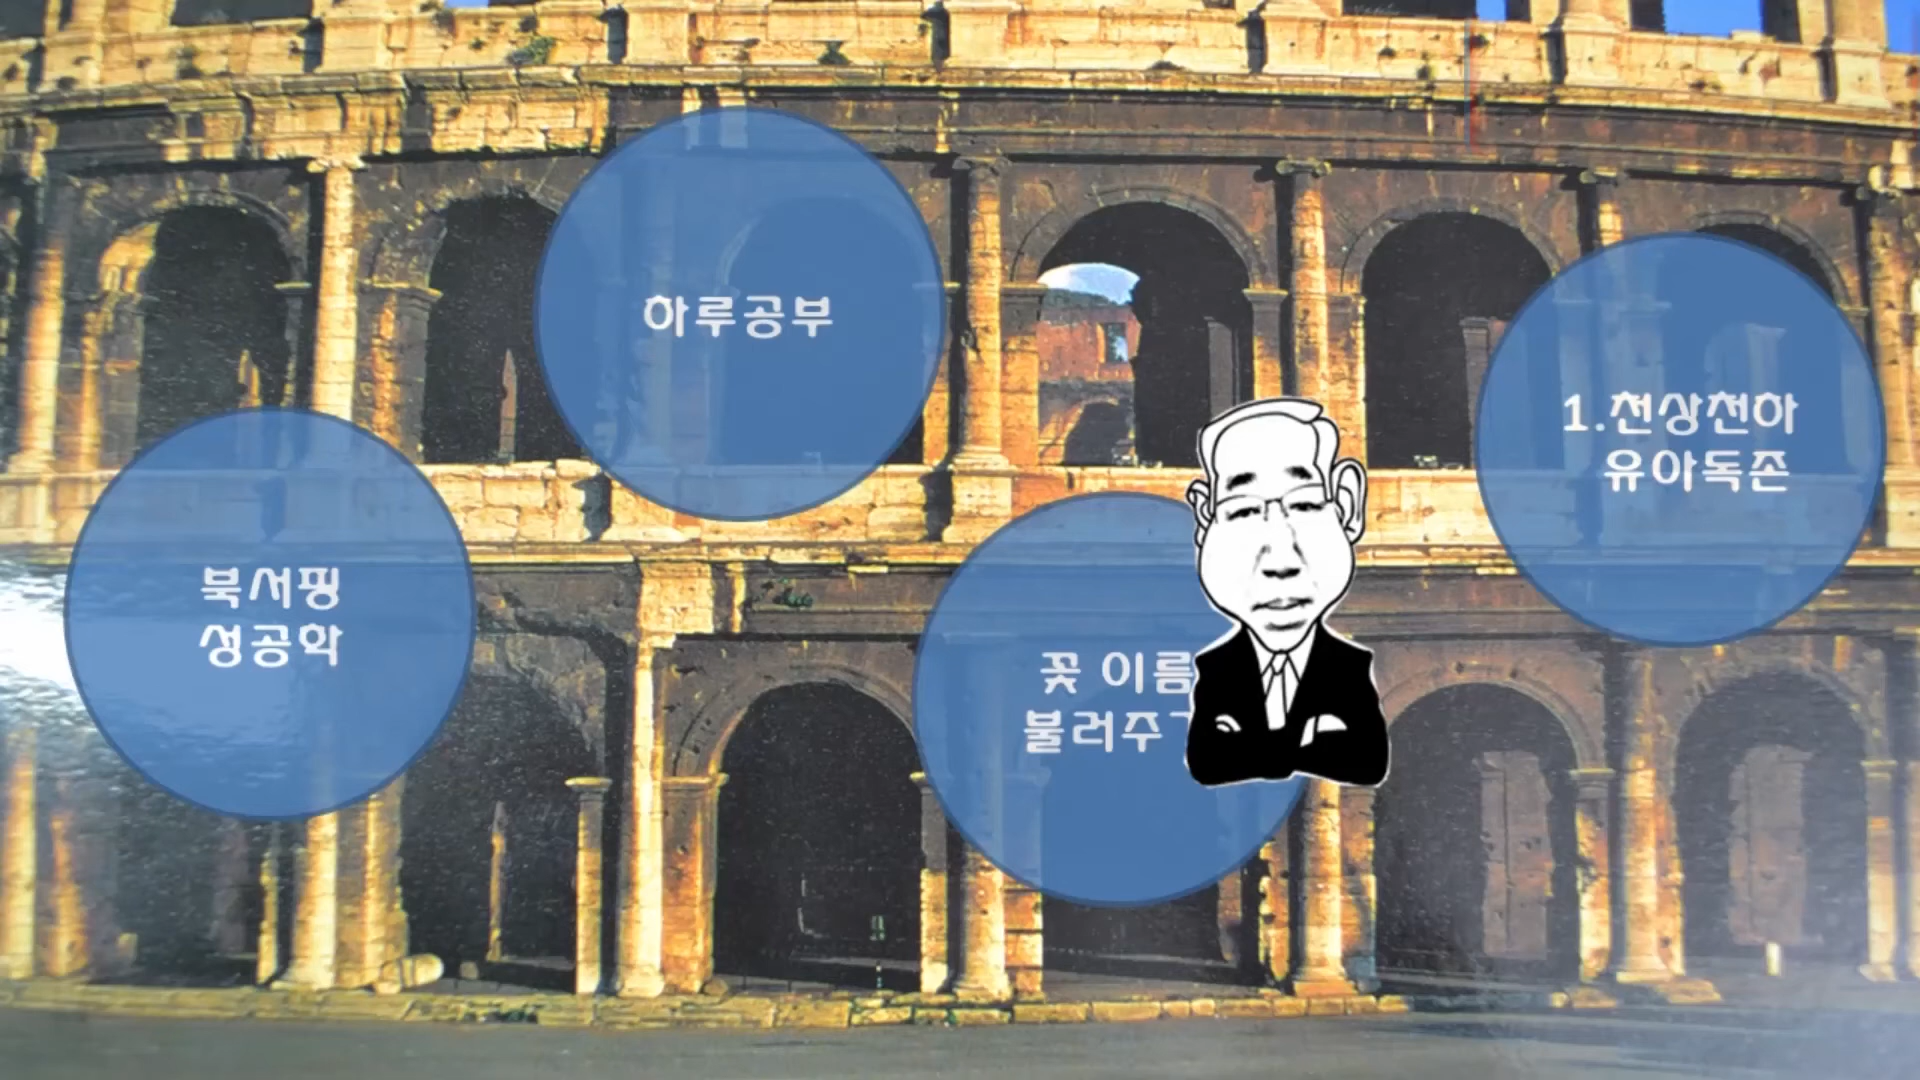 북서핑
성공학
하루공부
꽃 이름
불러주
1.천상천하
유아독존